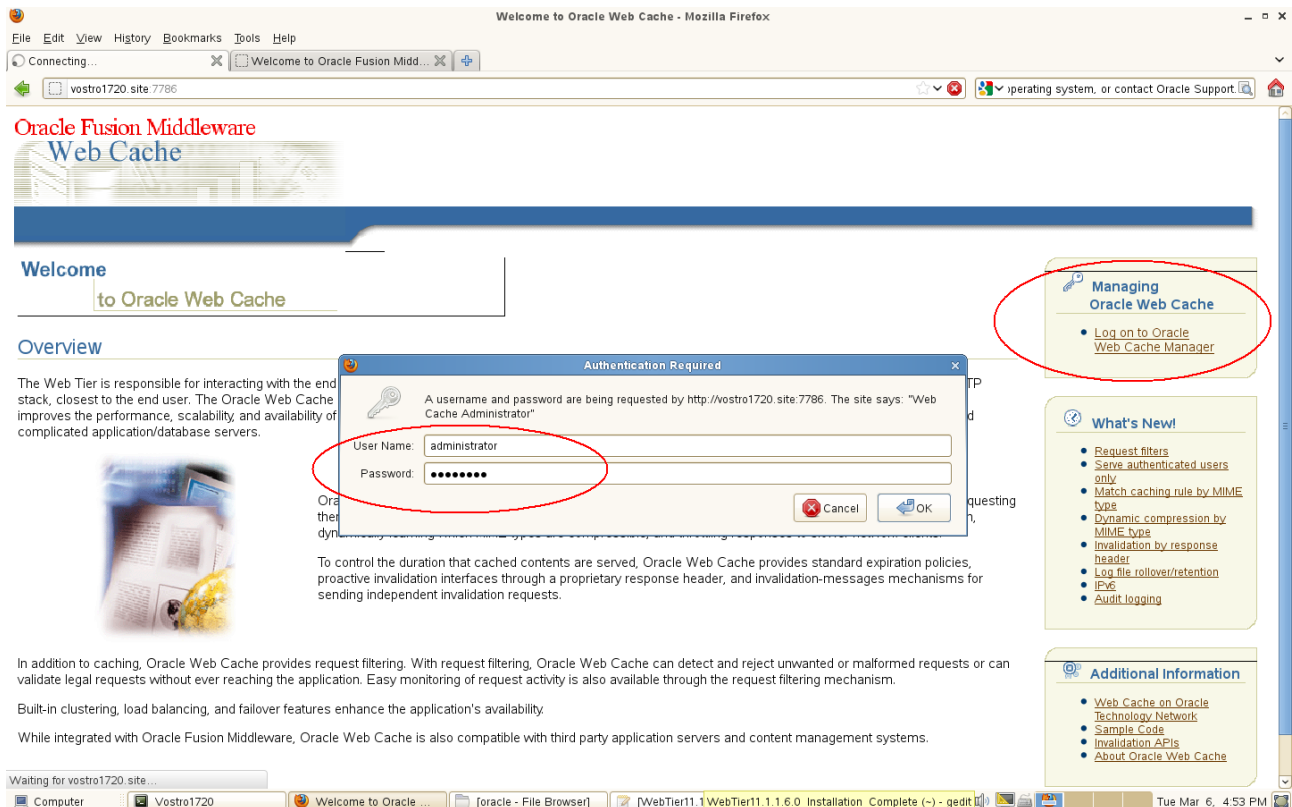 Welcome to Oracle Web Cache - Mozilla Firefox
File Edit View History Bookmarks Tools Help
Connecting... Welcome to Oracle Fusion Midd...
vostro1720.site:7786 operating system, or contact Oracle Support.
Oracle Fusion Middleware
Web Cache
Welcome
to Oracle Web Cache
Overview
The Web Tier is responsible for interacting with the end
stack, closest to the end user. The Oracle Web Cache
improves the performance, scalability, and availability of
complicated application/database servers.
Authentication Required
A username and password are being requested by http://vostro1720.site:7786. The site says: "Web
Cache Administrator"
User Name: administrator
Password: ●●●●●●●●
Cancel OK
To control the duration that cached contents are served, Oracle Web Cache provides standard expiration policies,
proactive invalidation interfaces through a proprietary response header, and invalidation-messages mechanisms for
sending independent invalidation requests.
In addition to caching, Oracle Web Cache provides request filtering. With request filtering, Oracle Web Cache can detect and reject unwanted or malformed requests or can
validate legal requests without ever reaching the application. Easy monitoring of request activity is also available through the request filtering mechanism.
Built-in clustering, load balancing, and failover features enhance the application's availability.
While integrated with Oracle Fusion Middleware, Oracle Web Cache is also compatible with third party application servers and content management systems.
Managing
Oracle Web Cache
Log on to Oracle
Web Cache Manager
What's New!
Request filters
Serve authenticated users
only
Match caching rule by MIME
type
Dynamic compression by
MIME type
Invalidation by response
header
Log file rollover/retention
IPv6
Audit logging
Additional Information
Web Cache on Oracle
Technology Network
Sample Code
Invalidation APIs
About Oracle Web Cache
Waiting for vostro1720.site...
Computer Vostro1720 Welcome to Oracle ... [oracle - File Browser] [WebTier11.1 WebTier11.1.1.6.0_Installation_Complete (~) - gedit Tue Mar 6, 4:53 PM